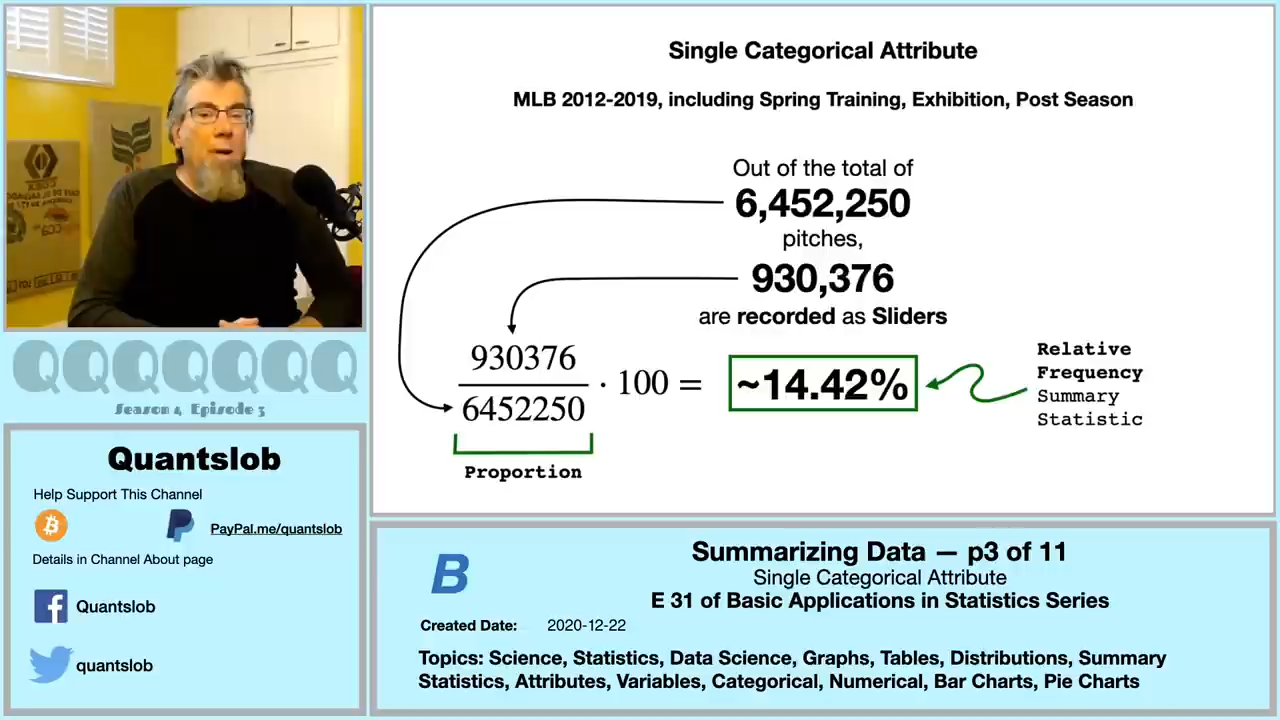 Single Categorical Attribute
MLB 2012-2019, including Spring Training, Exhibition, Post Season
Out of the total of
6,452,250
pitches,
930,376
are recorded as Sliders
930376
6452250
· 100 =
~14.42%
Relative
Frequency
Summary
Statistic
Proportion
QQQQQQQ
Season 4 Episode 3
Quantslob
Help Support This Channel
PayPal.me/quantslob
Details in Channel About page
Quantslob
quantslob
B
Summarizing Data — p3 of 11
Single Categorical Attribute
E 31 of Basic Applications in Statistics Series
Created Date: 2020-12-22
Topics: Science, Statistics, Data Science, Graphs, Tables, Distributions, Summary
Statistics, Attributes, Variables, Categorical, Numerical, Bar Charts, Pie Charts